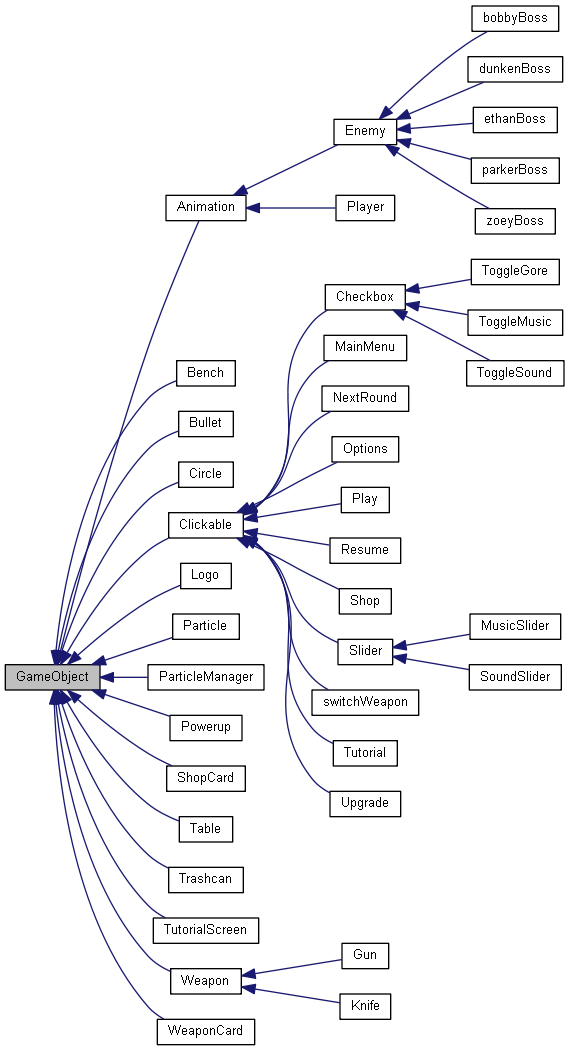 bobbyBoss
dunkenBoss
Enemy
ethanBoss
parkerBoss
Animation
Player
zoeyBoss
ToggleGore
Checkbox
ToggleMusic
MainMenu
Bench
ToggleSound
NextRound
Bullet
Options
Circle
Play
Clickable
Resume
Logo
Shop
Particle
MusicSlider
Slider
GameObject
ParticleManager
SoundSlider
switchWeapon
Powerup
Tutorial
ShopCard
Upgrade
Table
Trashcan
TutorialScreen
Gun
Weapon
Knife
WeaponCard